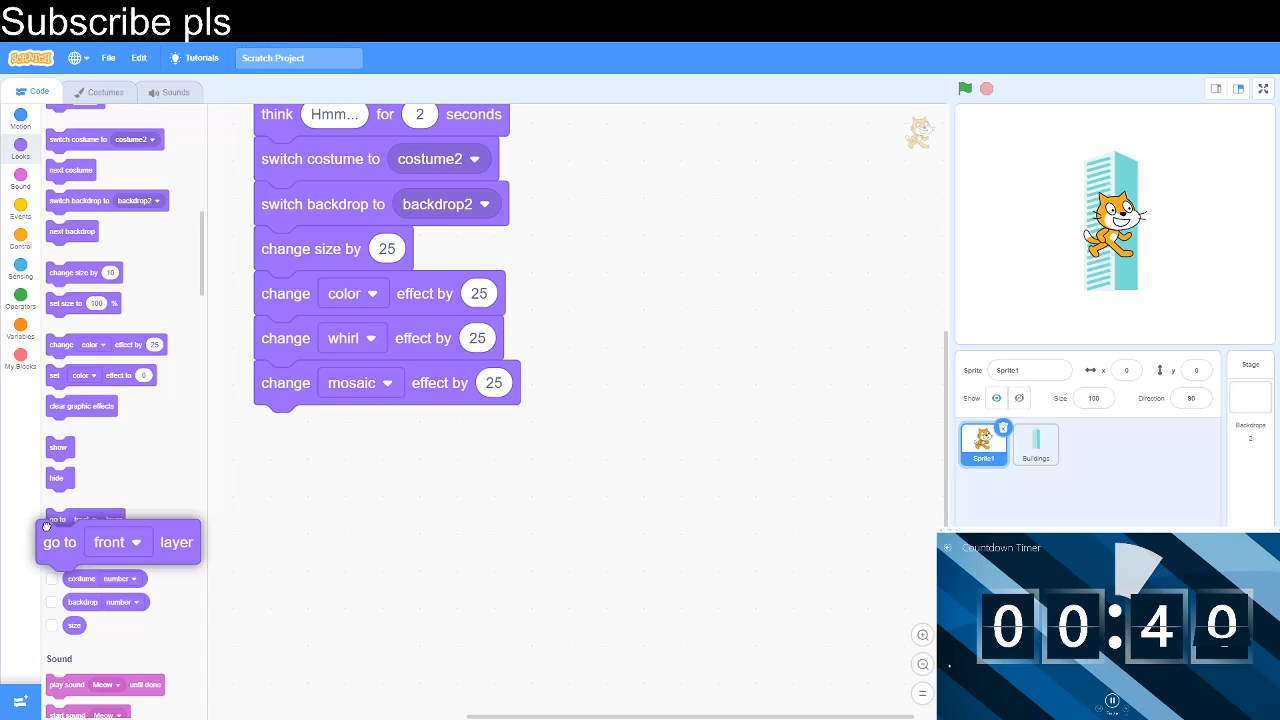 Subscribe pls
SCRATCH File Edit Tutorials Scratch Project
Code Costumes Sounds
Motion
Looks
Sound
Events
Control
Sensing
Operators
Variables
My Blocks
switch costume to costume2
next costume
switch backdrop to backdrop2
next backdrop
change size by 10
set size to 100 %
change color effect by 25
set color effect to 0
clear graphic effects
show
hide
go to front layer
costume number
backdrop number
size
Sound
play sound Meow until done
start sound Meow
think Hmm... for 2 seconds
switch costume to costume2
switch backdrop to backdrop2
change size by 25
change color effect by 25
change whirl effect by 25
change mosaic effect by 25
Sprite Sprite1 x 0 y 0
Show Size 100 Direction 90
Sprite1
Buildings
Stage
Backdrops
2
Countdown Timer
00:40